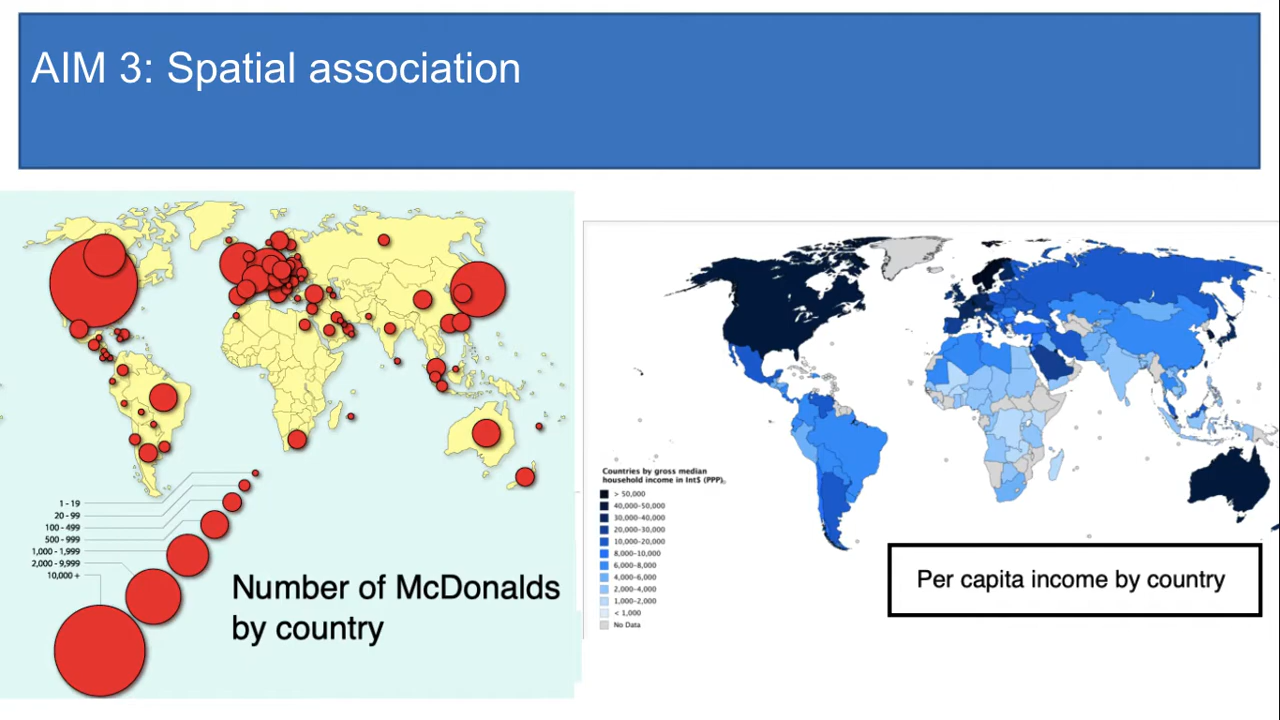 AIM 3: Spatial association
1 - 19
20 - 99
100 - 499
500 - 999
1,000 - 1,999
2,000 - 9,999
10,000 +
Number of McDonalds
by country
Countries by gross median
household income in Int$ (PPP).
> 50,000
40,000-50,000
30,000-40,000
20,000-30,000
10,000-20,000
8,000-10,000
6,000-8,000
4,000-6,000
2,000-4,000
1,000-2,000
< 1,000
No Data
Per capita income by country